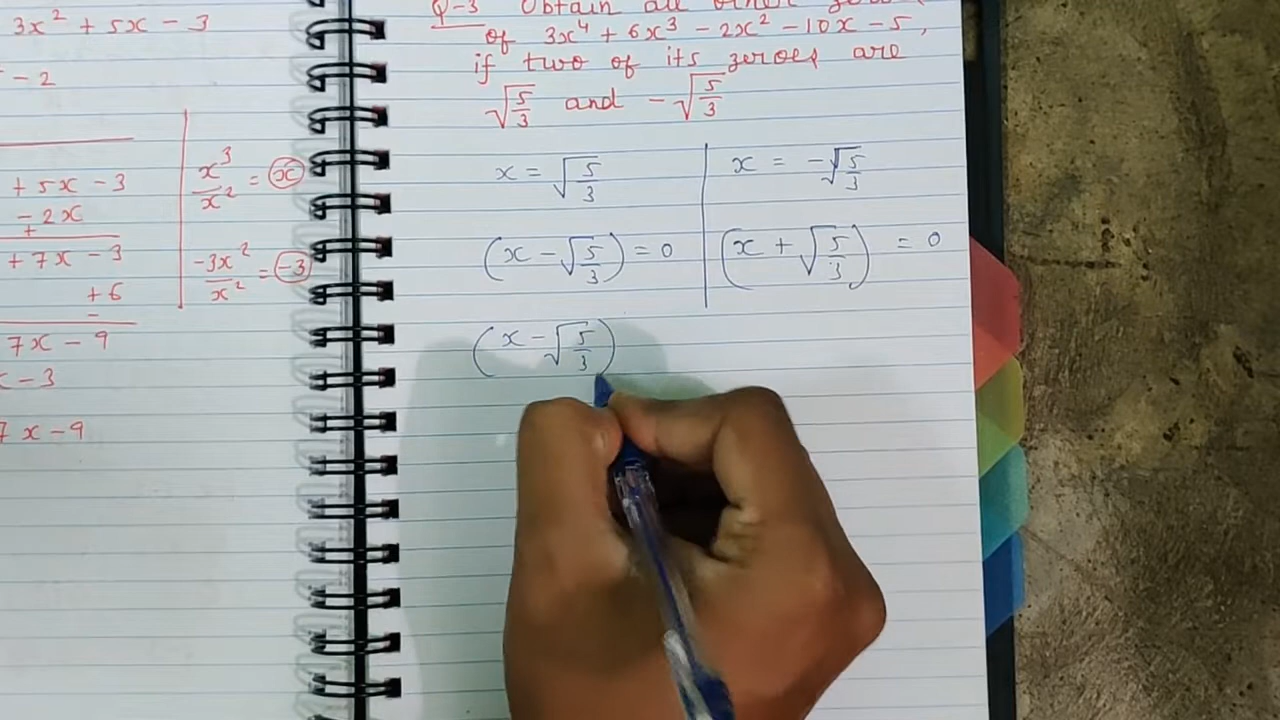 3x² + 5x - 3
- 2
+ 5x - 3
- 2x
+
+ 7x - 3
+ 6
-
7x - 9
x - 3
7x - 9
x³/x² = x
-3x²/x² = -3
Q-3 Obtain all other zeroes
of 3x⁴ + 6x³ - 2x² - 10x - 5,
if two of its zeroes are
√5/3 and -√5/3
x = √5/3
x = -√5/3
(x - √5/3) = 0
(x + √5/3) = 0
(x - √5/3)